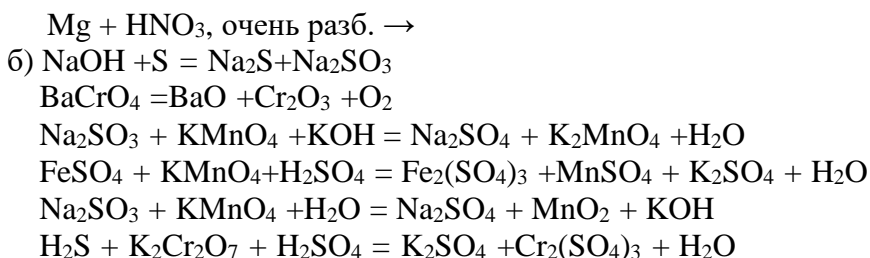 Mg + HNO₃, очень разб. →
б) NaOH +S = Na₂S+Na₂SO₃
BaCrO₄ =BaO +Cr₂O₃ +O₂
Na₂SO₃ + KMnO₄ +KOH = Na₂SO₄ + K₂MnO₄ +H₂O
FeSO₄ + KMnO₄+H₂SO₄ = Fe₂(SO₄)₃ +MnSO₄ + K₂SO₄ + H₂O
Na₂SO₃ + KMnO₄ +H₂O = Na₂SO₄ + MnO₂ + KOH
H₂S + K₂Cr₂O₇ + H₂SO₄ = K₂SO₄ +Cr₂(SO₄)₃ + H₂O